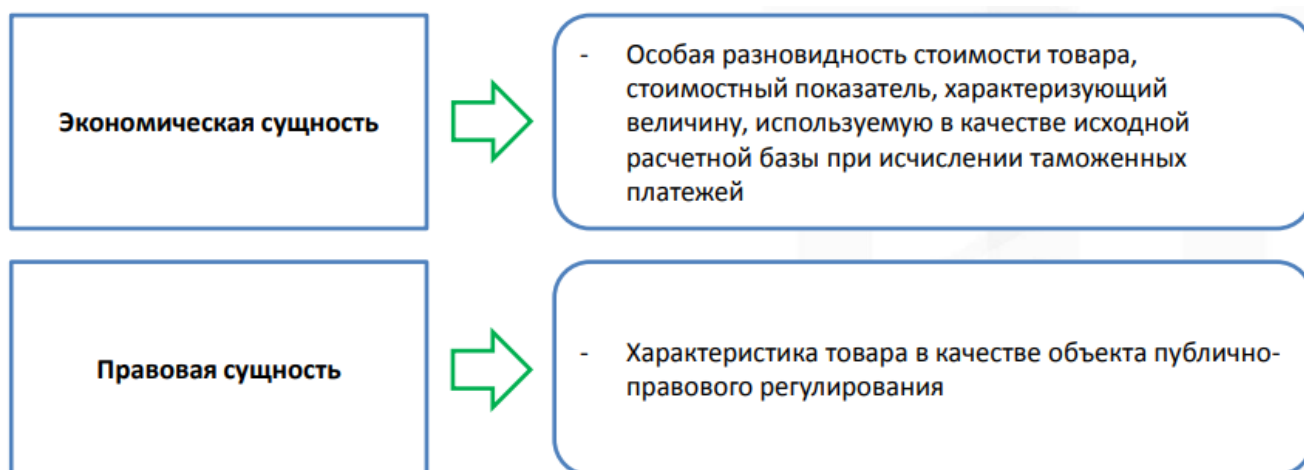 Экономическая сущность
- Особая разновидность стоимости товара,
стоимостный показатель, характеризующий
величину, используемую в качестве исходной
расчетной базы при исчислении таможенных
платежей
Правовая сущность
- Характеристика товара в качестве объекта публично-
правового регулирования